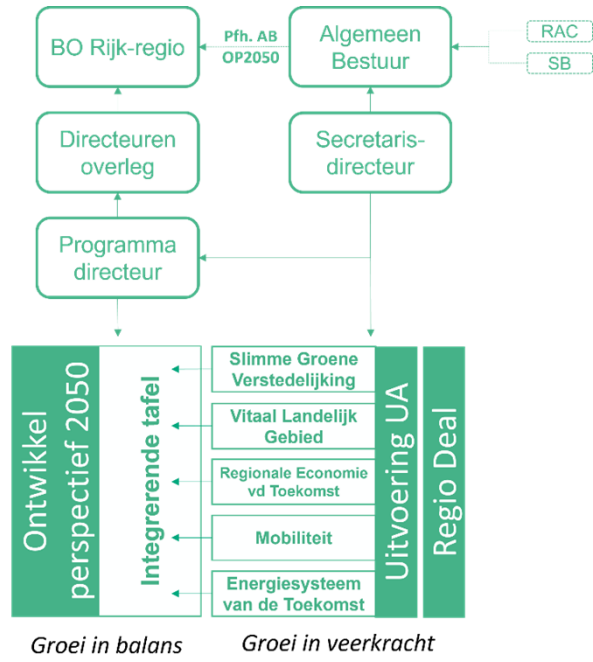 BO Rijk-regio
Pfh. AB
OP2050
Algemeen
Bestuur
RAC
SB
Directeuren
overleg
Secretaris-
directeur
Programma
directeur
Ontwikkel
perspectief 2050
Integrerende tafel
Slimme Groene
Verstedelijking
Vitaal Landelijk
Gebied
Regionale Economie
vd Toekomst
Mobiliteit
Energiesysteem
van de Toekomst
Uitvoering UA
Regio Deal
Groei in balans
Groei in veerkracht